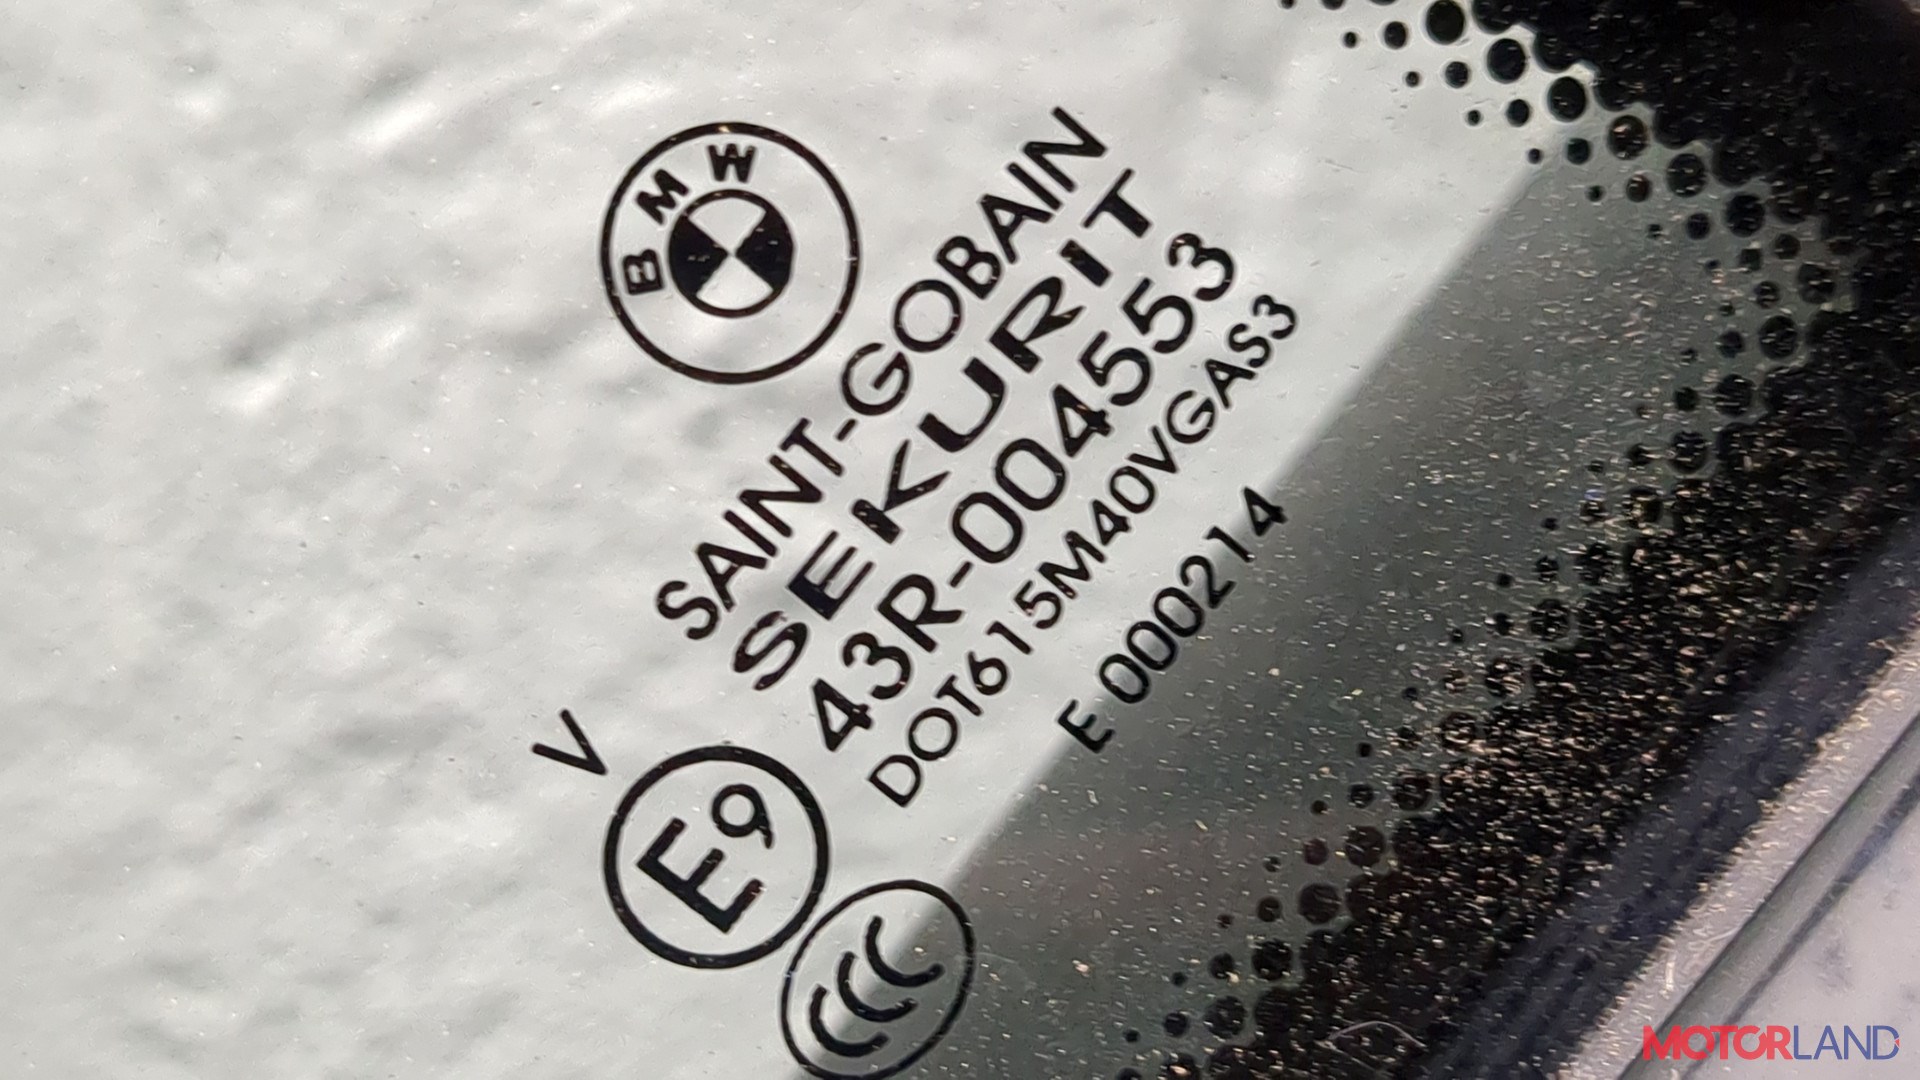 BMW
SAINT-GOBAIN
SEKURIT
43R-004553
DOT615M40VGAS3
E 000214
V
E9
CCC
MOTORLAND